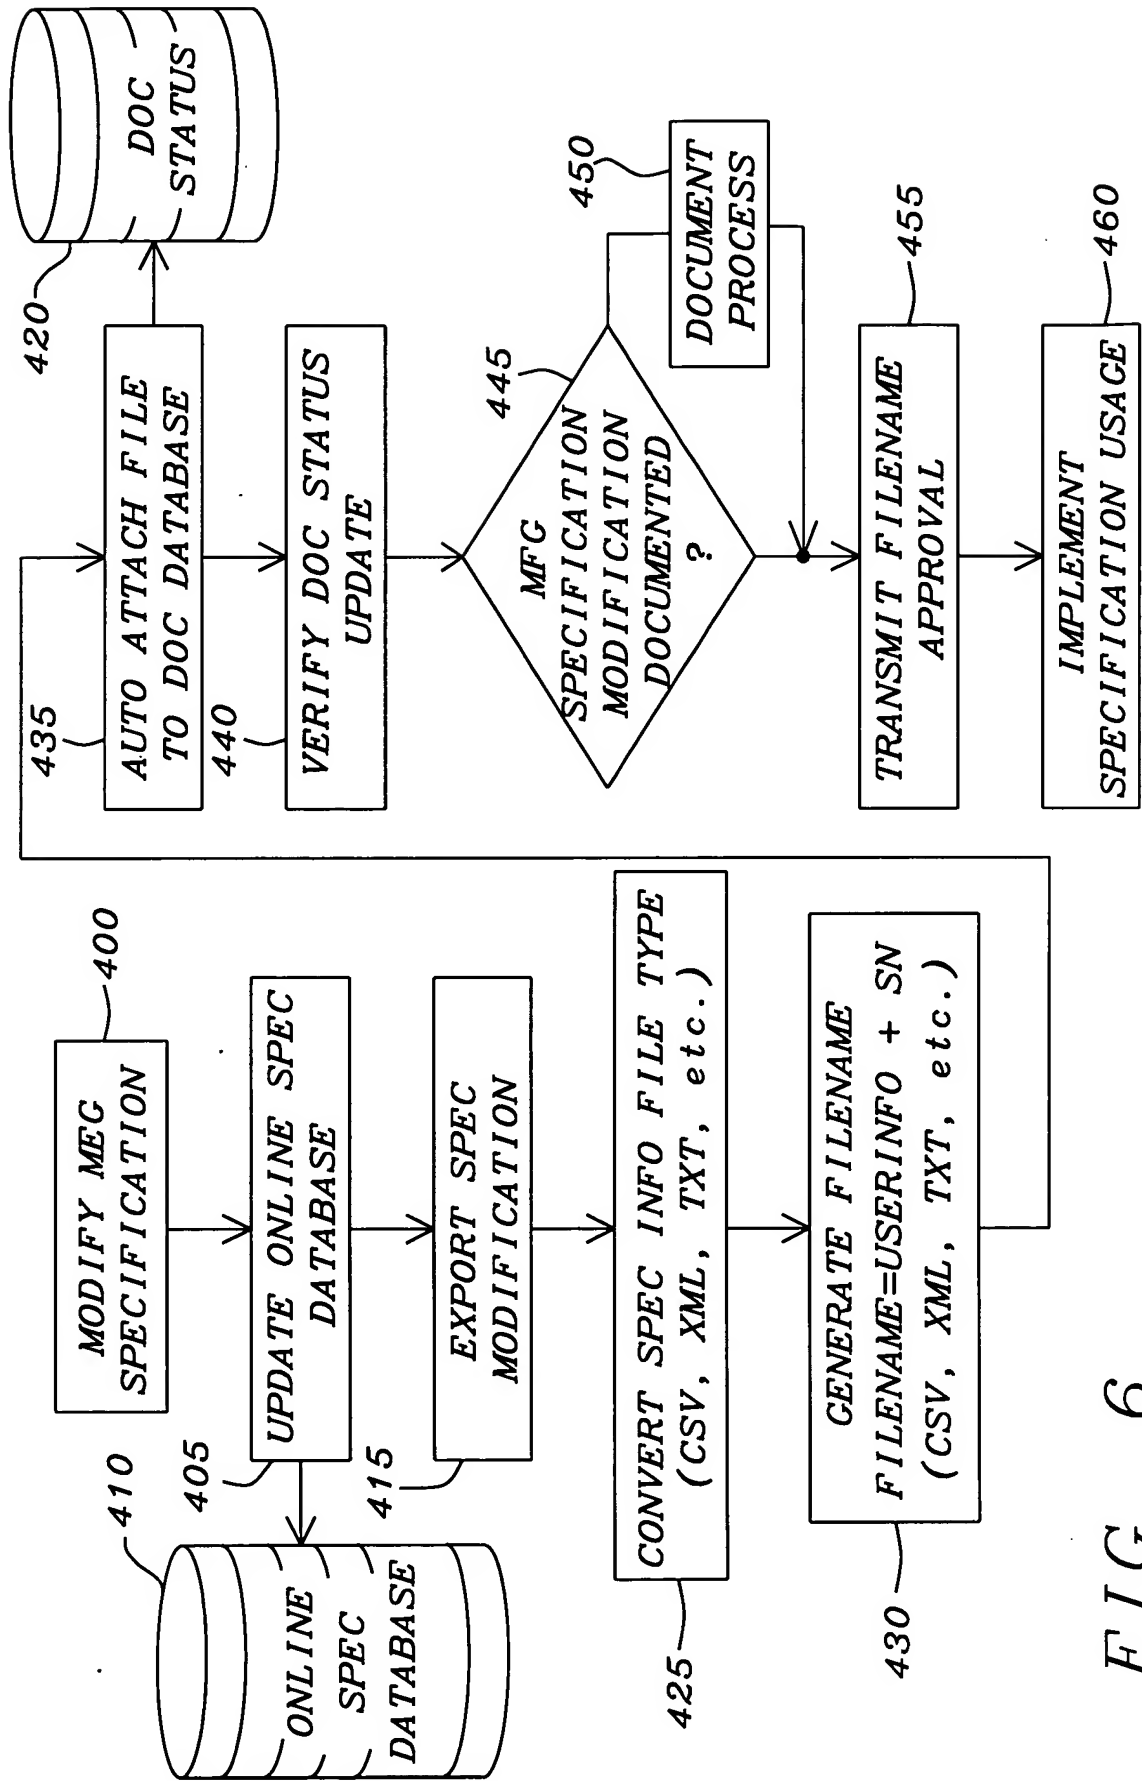 400
MODIFY MEG
SPECIFICATION
410
405
UPDATE ONLINE SPEC
DATABASE
ONLINE
SPEC
DATABASE
415
EXPORT SPEC
MODIFICATION
425
CONVERT SPEC INFO FILE TYPE
(CSV, XML, TXT, etc.)
430
GENERATE FILENAME
FILENAME=USERINFO + SN
(CSV, XML, TXT, etc.)
435
AUTO ATTACH FILE
TO DOC DATABASE
420
DOC
STATUS
440
VERIFY DOC STATUS
UPDATE
445
MFG
SPECIFICATION
MODIFICATION
DOCUMENTED
?
450
DOCUMENT
PROCESS
455
TRANSMIT FILENAME
APPROVAL
460
IMPLEMENT
SPECIFICATION USAGE
FIG. 6